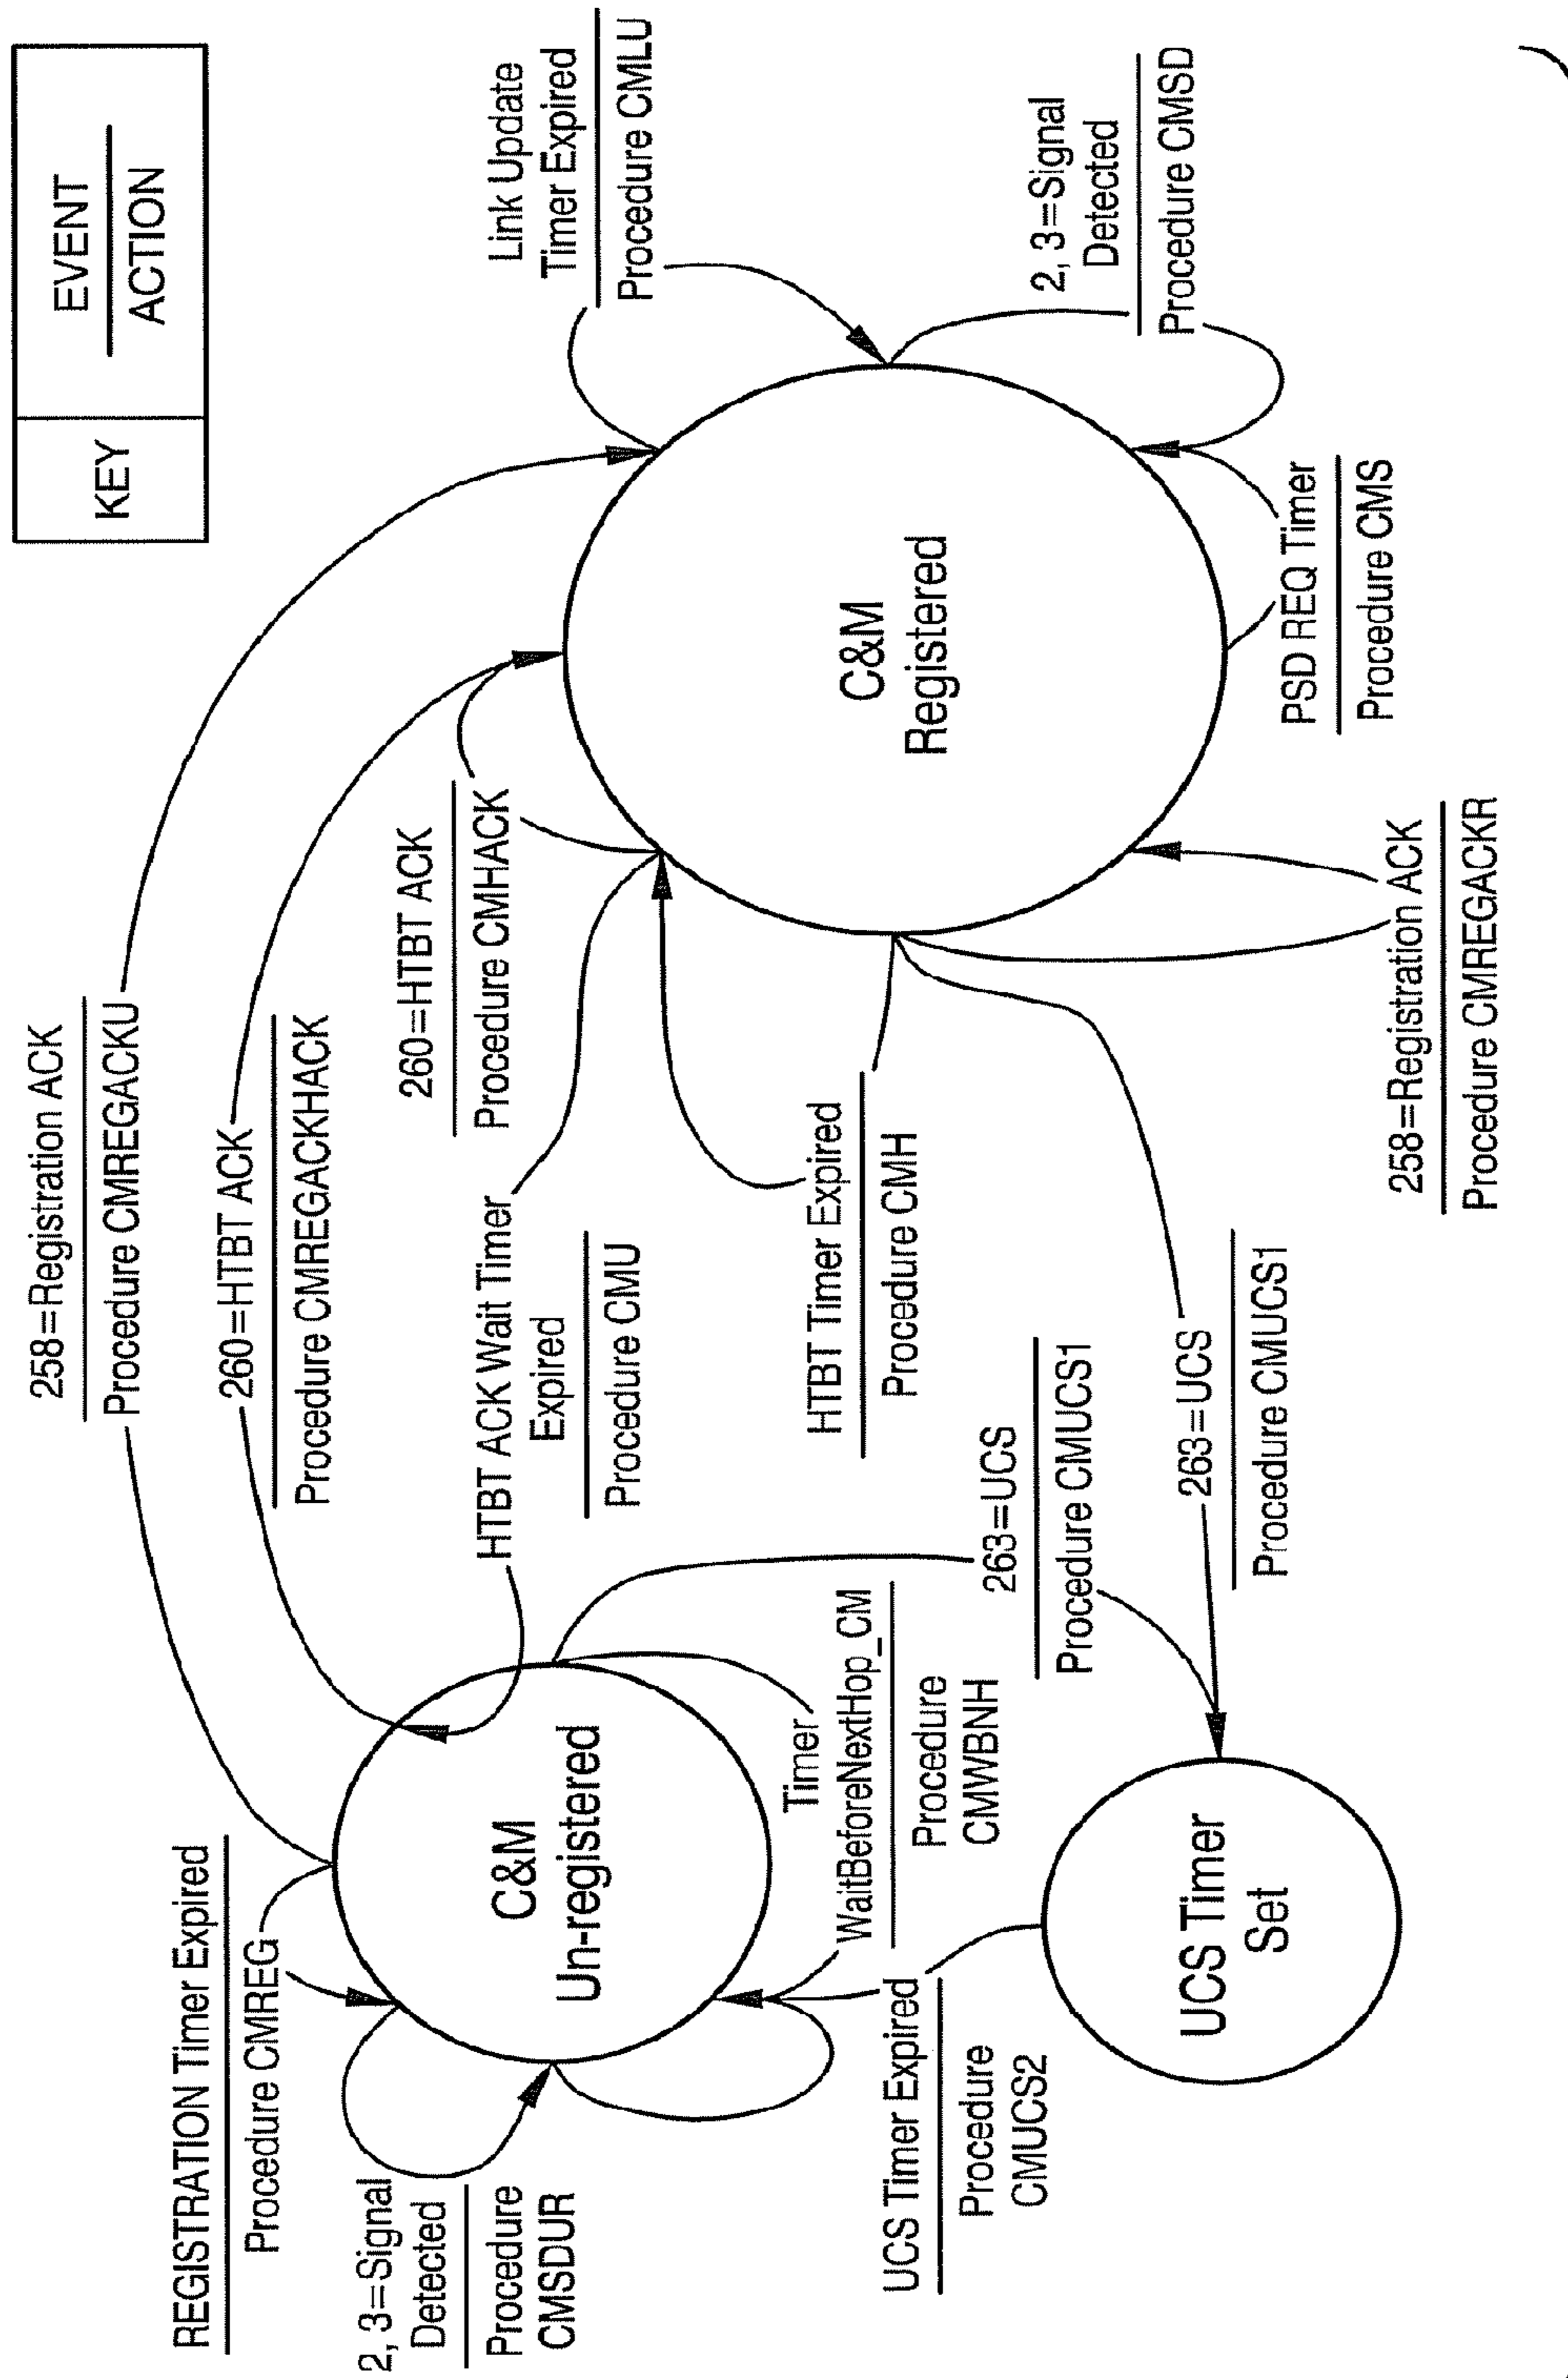 KEY
EVENT
ACTION
258=Registration ACK
Procedure CMREGACKU
260=HTBT ACK
Procedure CMREGACKHACK
REGISTRATION Timer Expired
Procedure CMREG
2, 3=Signal
Detected
Procedure
CMSDUR
C&M
Un-registered
HTBT ACK Wait Timer
Expired
Procedure CMU
260=HTBT ACK
Procedure CMHACK
Link Update
Timer Expired
Procedure CMLU
C&M
Registered
2, 3=Signal
Detected
Procedure CMSD
HTBT Timer Expired
Procedure CMH
Timer
WaitBeforeNextHop_CM
Procedure
CMWBNH
263=UCS
Procedure CMUCS1
UCS Timer Expired
Procedure
CMUCS2
263=UCS
Procedure CMUCS1
UCS Timer
Set
PSD REQ Timer
Procedure CMS
258=Registration ACK
Procedure CMREGACKR